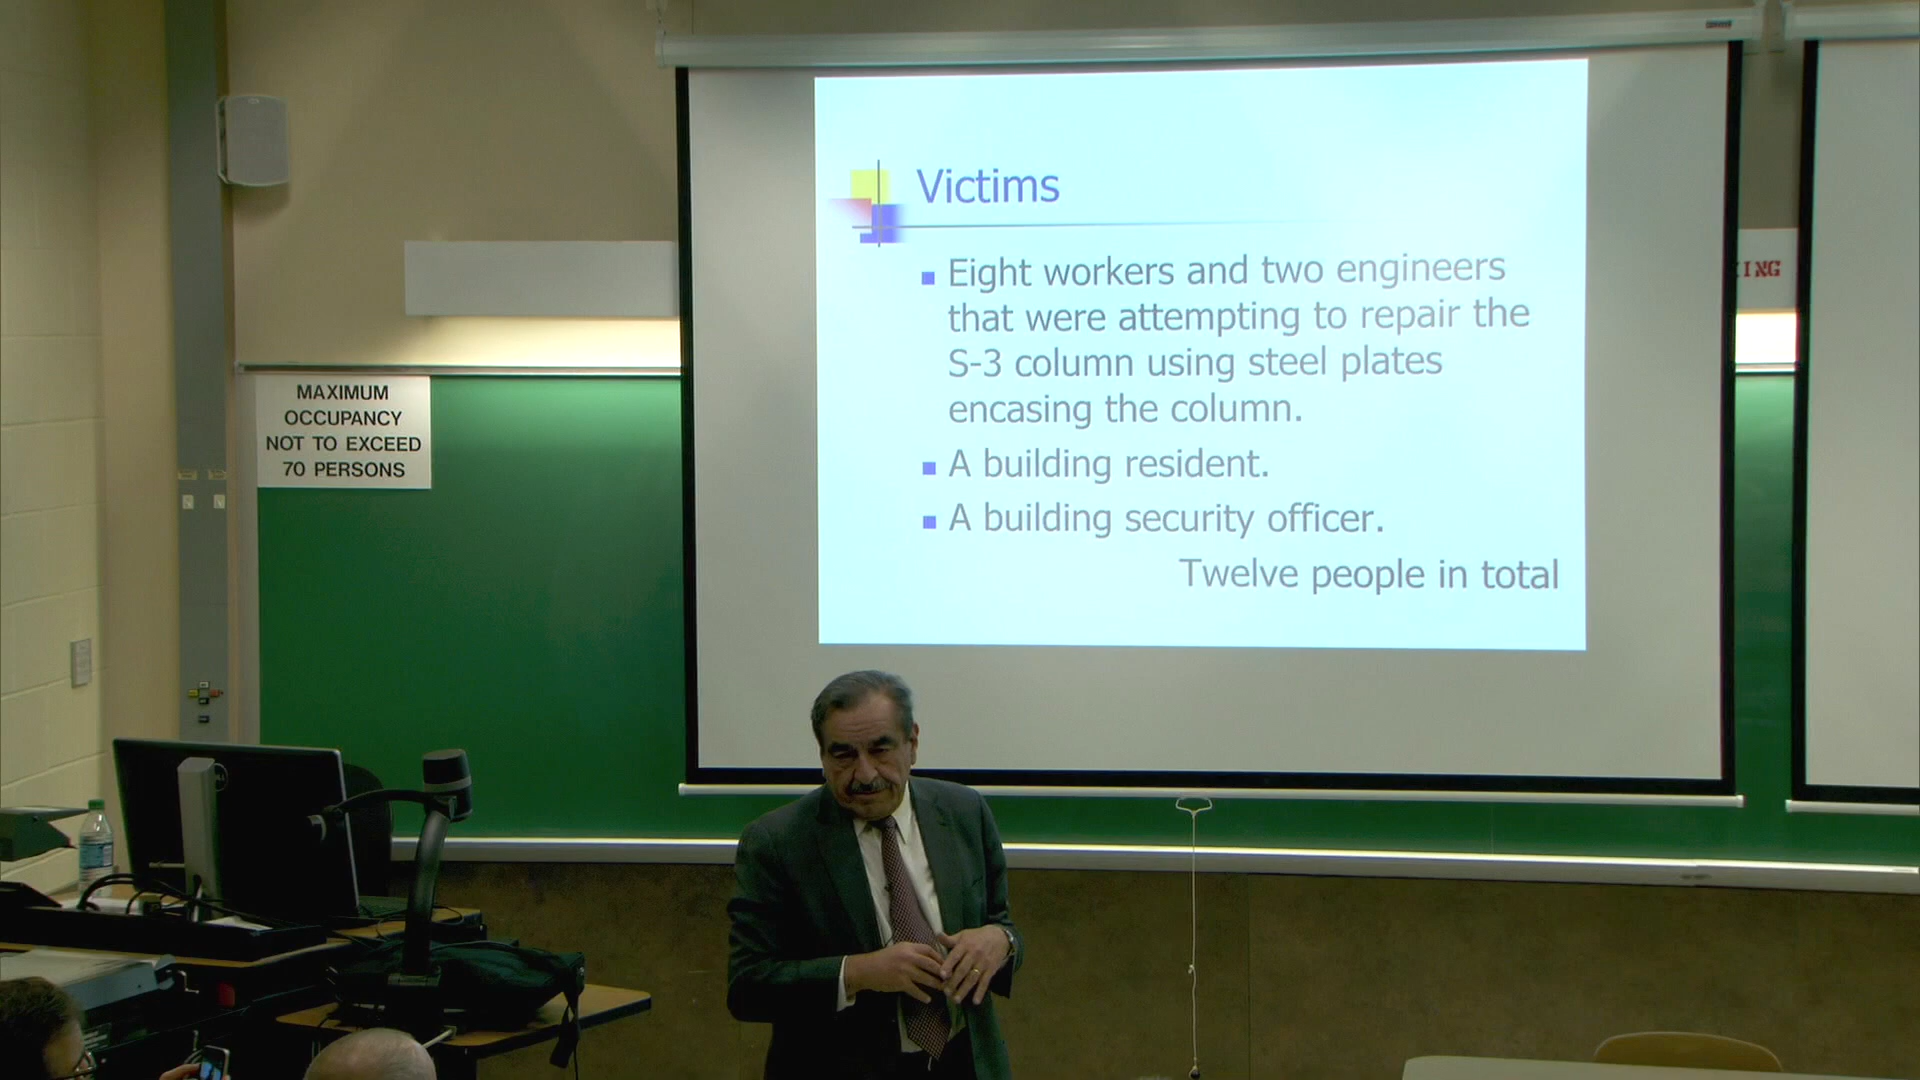 Victims
Eight workers and two engineers
that were attempting to repair the
S-3 column using steel plates
encasing the column.
A building resident.
A building security officer.
Twelve people in total
MAXIMUM
OCCUPANCY
NOT TO EXCEED
70 PERSONS